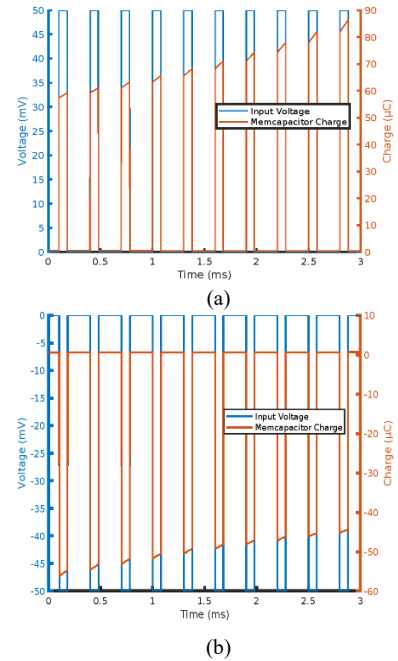 50
45
40
35
30
25
20
15
10
5
0
Voltage (mV)
90
80
70
60
50
40
30
20
10
0
Charge (µC)
Input Voltage
Memcapacitor Charge
0 0.5 1 1.5 2 2.5 3
Time (ms)
(a)
0
-5
-10
-15
-20
-25
-30
-35
-40
-45
-50
Voltage (mV)
10
0
-10
-20
-30
-40
-50
-60
Charge (µC)
Input Voltage
Memcapacitor Charge
0 0.5 1 1.5 2 2.5 3
Time (ms)
(b)